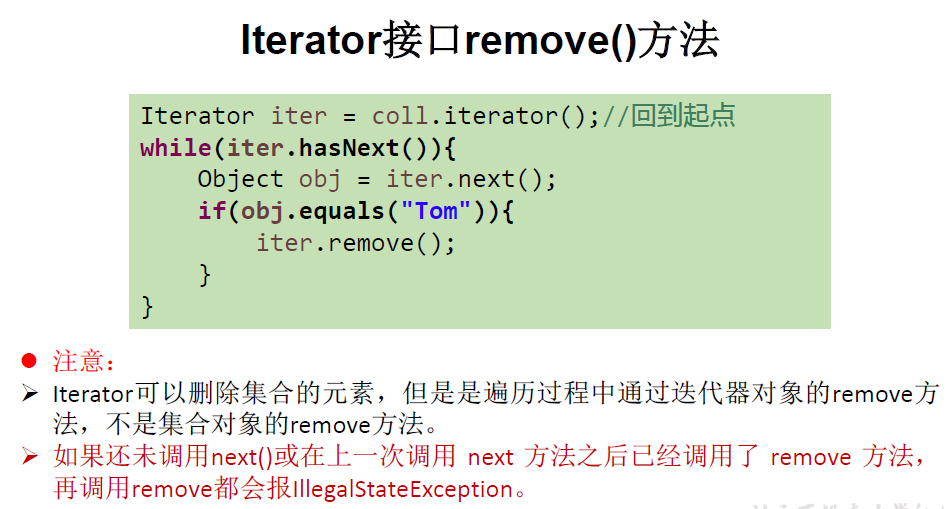 Iterator接口remove()方法
Iterator iter = coll.iterator();//回到起点
while(iter.hasNext()){
    Object obj = iter.next();
    if(obj.equals("Tom")){
        iter.remove();
    }
}
注意：
Iterator可以删除集合的元素，但是是遍历过程中通过迭代器对象的remove方
法，不是集合对象的remove方法。
如果还未调用next()或在上一次调用 next 方法之后已经调用了 remove 方法，
再调用remove都会报IllegalStateException。